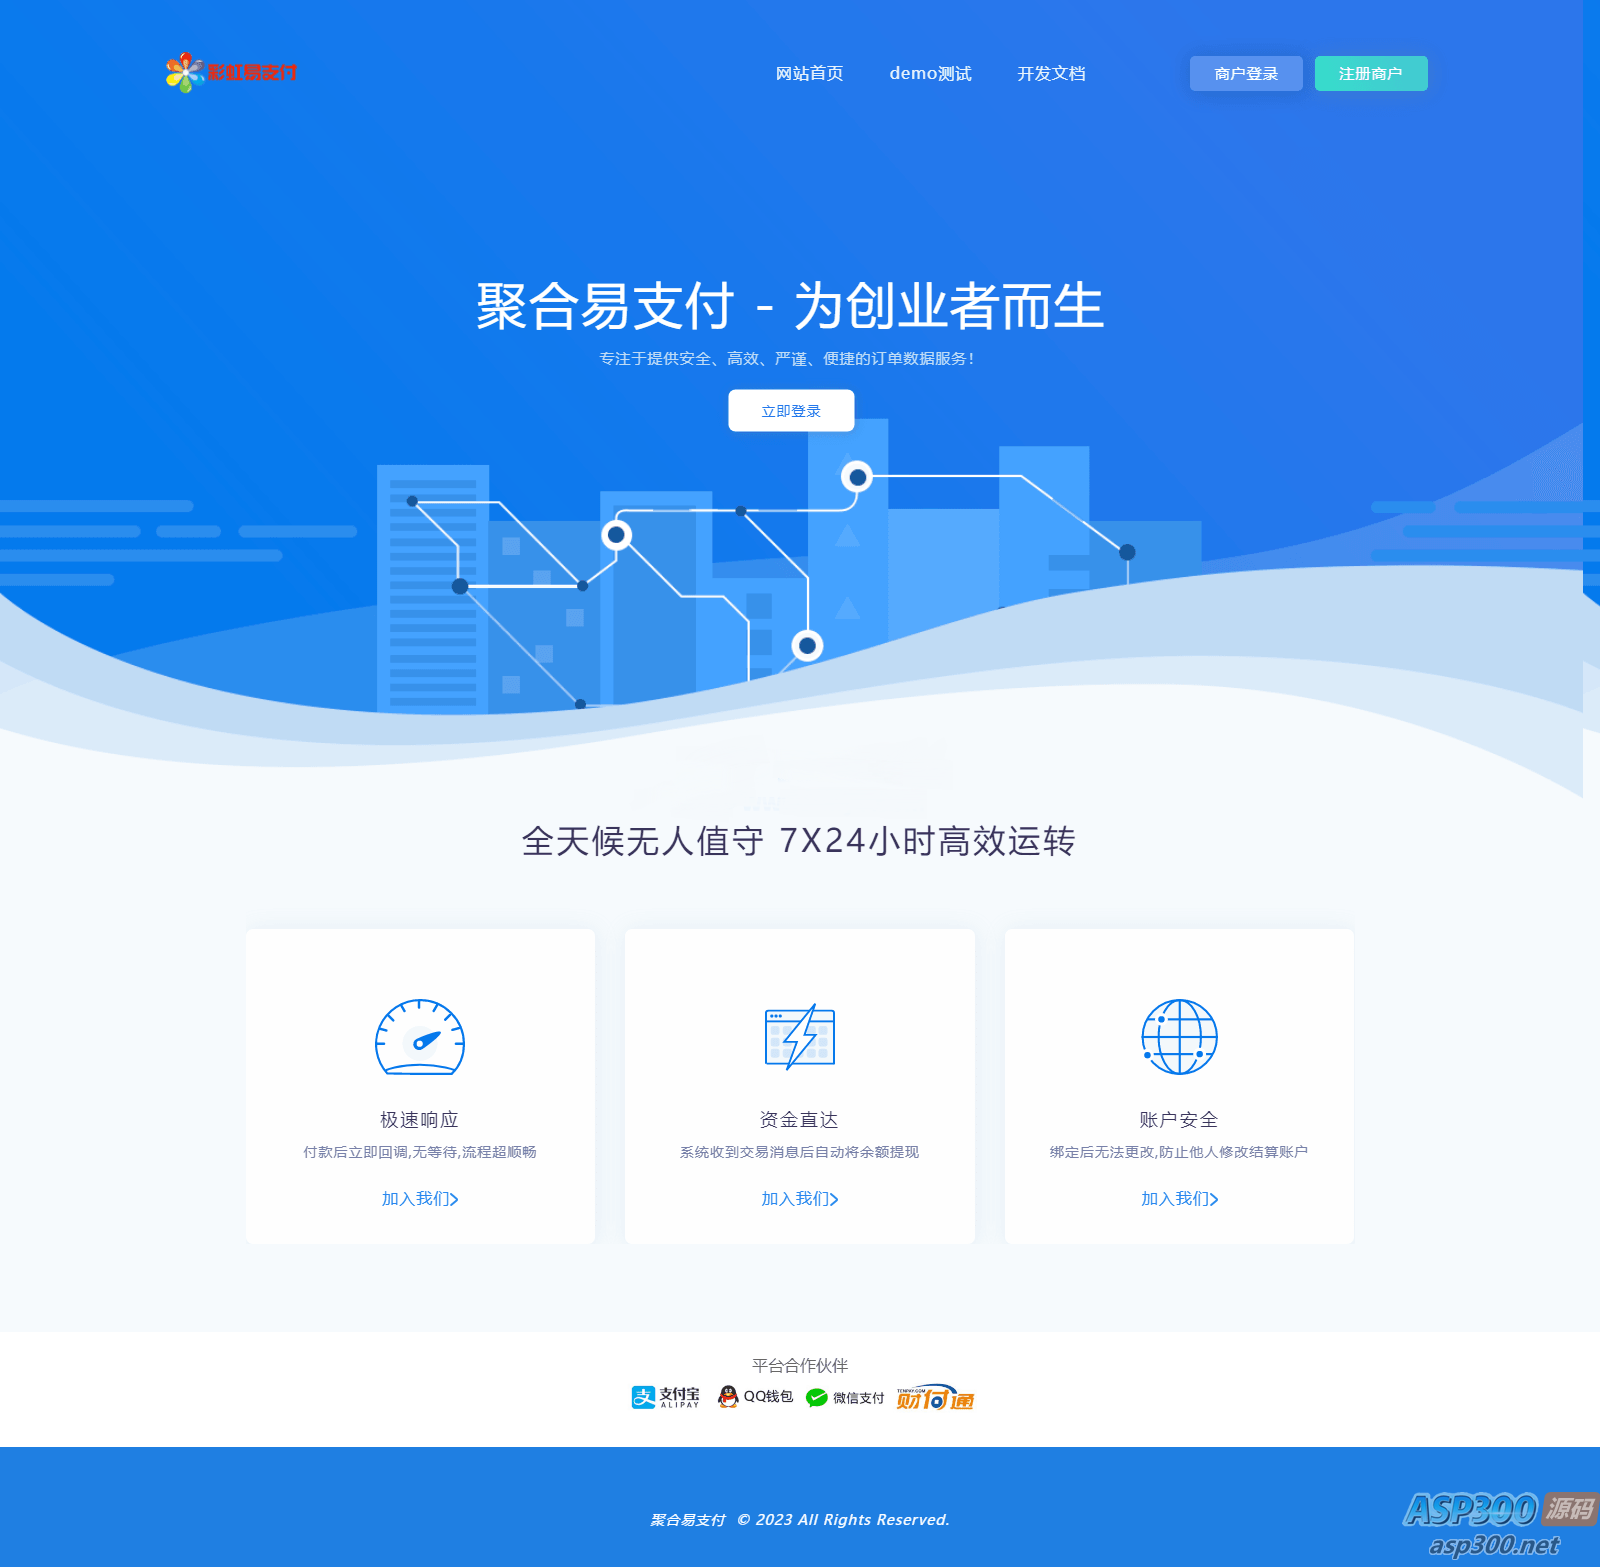 彩虹易支付
网站首页 demo测试 开发文档 商户登录 注册商户
聚合易支付 - 为创业者而生
专注于提供安全、高效、严谨、便捷的订单数据服务！
立即登录
全天候无人值守 7X24小时高效运转
极速响应 资金直达 账户安全
付款后立即回调,无等待,流程超顺畅 系统收到交易消息后自动将余额提现 绑定后无法更改,防止他人修改结算账户
加入我们> 加入我们> 加入我们>
平台合作伙伴
支付宝 ALIPAY QQ钱包 微信支付 TENPAY.COM 财付通
聚合易支付 © 2023 All Rights Reserved.
ASP300 源码
asp300.net